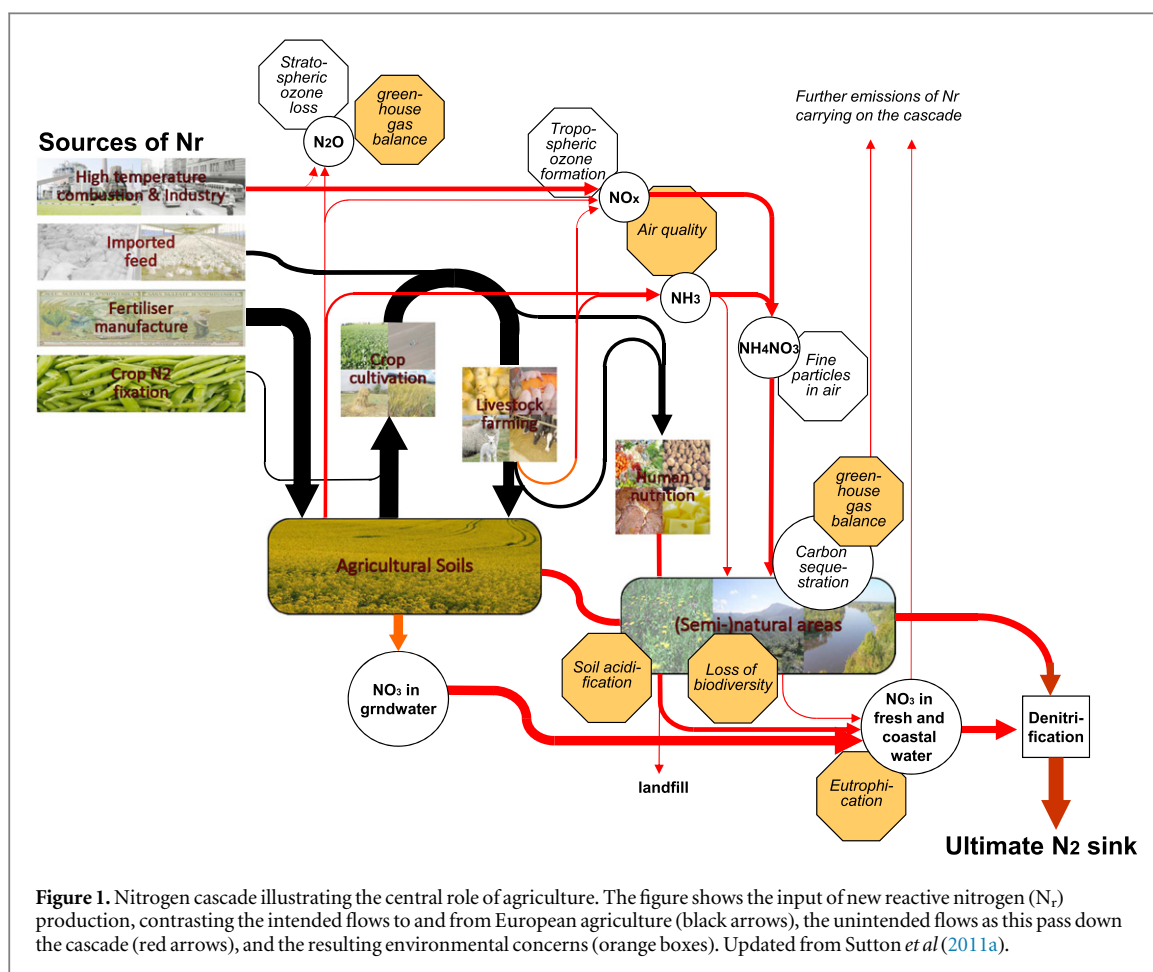 Strato-
spheric
ozone
loss
green-
house
gas
balance
N2O
Further emissions of Nr
carrying on the cascade
Sources of Nr
Tropo-
spheric
ozone
formation
High temperature
combustion & Industry
NOx
Air quality
Imported
feed
NH3
Fertiliser
manufacture
NH4NO3
Crop N2
fixation
Crop
cultivation
Fine
particles
in air
Livestock
farming
Human
nutrition
green-
house
gas
balance
Agricultural Soils
Carbon
seque-
stration
(Semi-)natural areas
Soil acidi-
fication
Loss of
biodiversity
NO3 in
grndwater
NO3 in
fresh and
coastal
water
Denitri-
fication
landfill
Eutrophi-
cation
Ultimate N2 sink
Figure 1. Nitrogen cascade illustrating the central role of agriculture. The figure shows the input of new reactive nitrogen (Nr)
production, contrasting the intended flows to and from European agriculture (black arrows), the unintended flows as this pass down
the cascade (red arrows), and the resulting environmental concerns (orange boxes). Updated from Sutton et al (2011a).